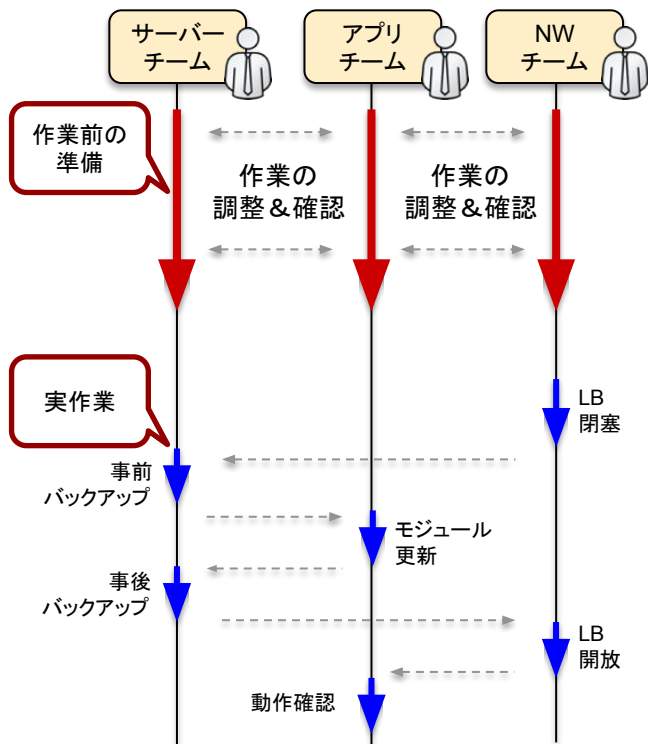 サーバー
チーム
アプリ
チーム
NW
チーム
作業前の
準備
作業の
調整&確認
作業の
調整&確認
実作業
LB
閉塞
事前
バックアップ
モジュール
更新
事後
バックアップ
LB
開放
動作確認